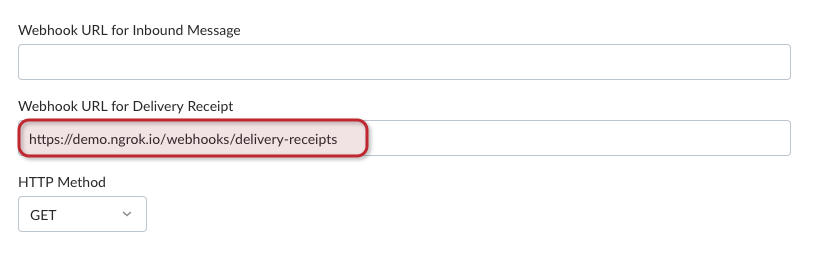 Webhook URL for Inbound Message
Webhook URL for Delivery Receipt
https://demo.ngrok.io/webhooks/delivery-receipts
HTTP Method
GET